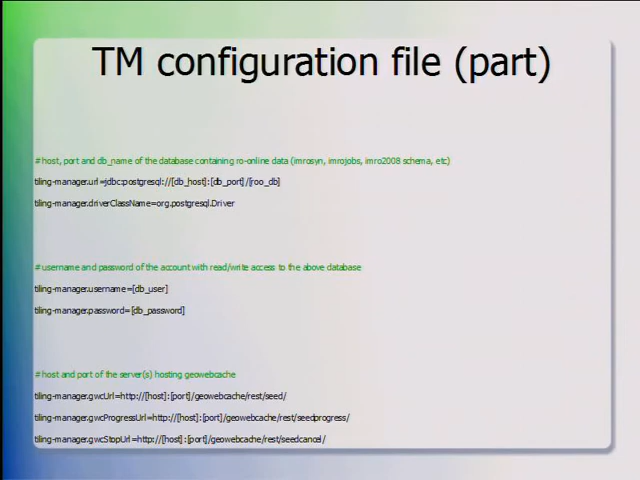 TM configuration file (part)
# host, port and db_name of the database containing ro-online data (imrosyn, imrojobs, imro2008 schema, etc)
tiling-manager.url=jdbc:postgresql://[db_host]:[db_port]/[roo_db]
tiling-manager.driverClassName=org.postgresql.Driver
# username and password of the account with read/write access to the above database
tiling-manager.username=[db_user]
tiling-manager.password=[db_password]
# host and port of the server(s) hosting geowebcache
tiling-manager.gwcUrl=http://[host]:[port]/geowebcache/rest/seed/
tiling-manager.gwcProgressUrl=http://[host]:[port]/geowebcache/rest/seedprogress/
tiling-manager.gwcStopUrl=http://[host]:[port]/geowebcache/rest/seedcancel/